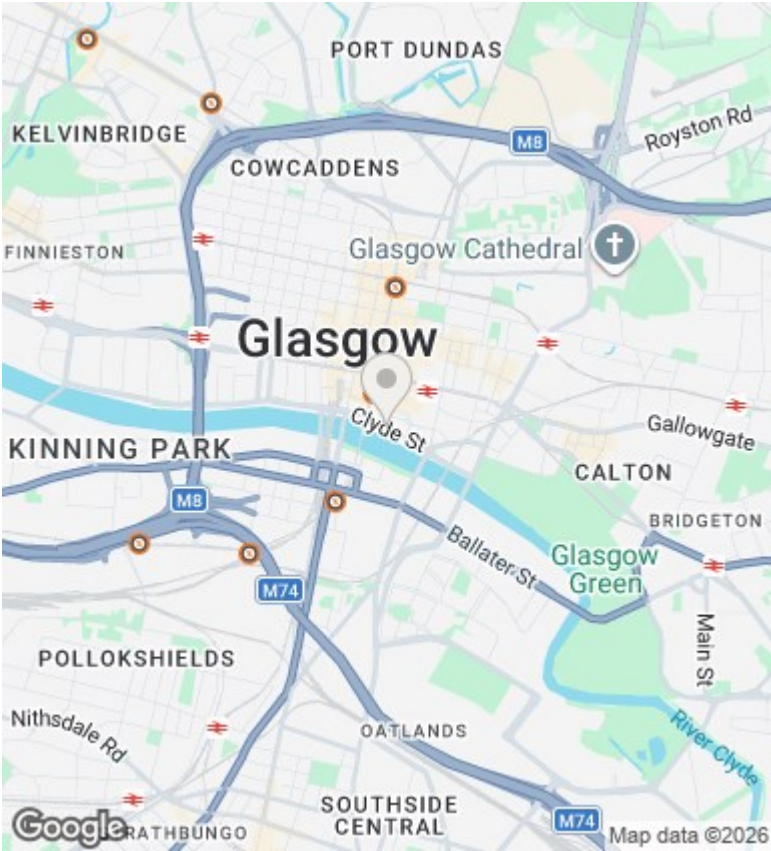 PORT DUNDAS
KELVINBRIDGE
M8
Royston Rd
COWCADDENS
FINNIESTON
Glasgow Cathedral
Glasgow
Clyde St
Gallowgate
KINNING PARK
CALTON
M8
BRIDGETON
Ballater St
Glasgow
Green
M74
Main St
POLLOKSHIELDS
Nithsdale Rd
OATLANDS
River Clyde
SOUTHSIDE
CENTRAL
M74
Google
RATHBUNGO
Map data ©2026